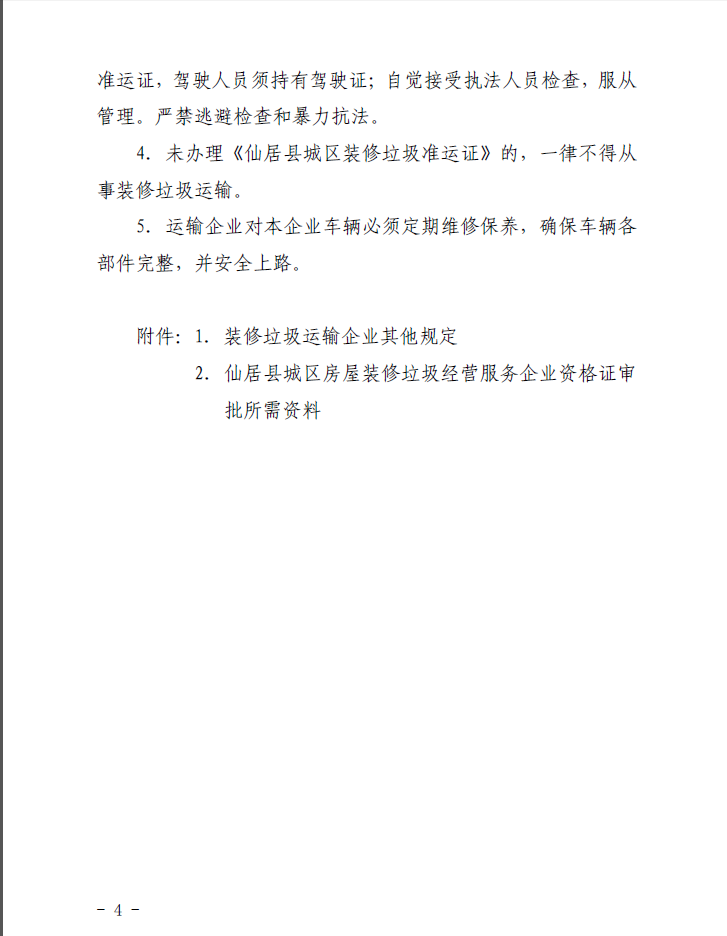 准运证，驾驶人员须持有驾驶证；自觉接受执法人员检查，服从
管理。严禁逃避检查和暴力抗法。
4. 未办理《仙居县城区装修垃圾准运证》的，一律不得从
事装修垃圾运输。
5. 运输企业对本企业车辆必须定期维修保养，确保车辆各
部件完整，并安全上路。
附件：1. 装修垃圾运输企业其他规定
2. 仙居县城区房屋装修垃圾经营服务企业资格证审
批所需资料
- 4 -